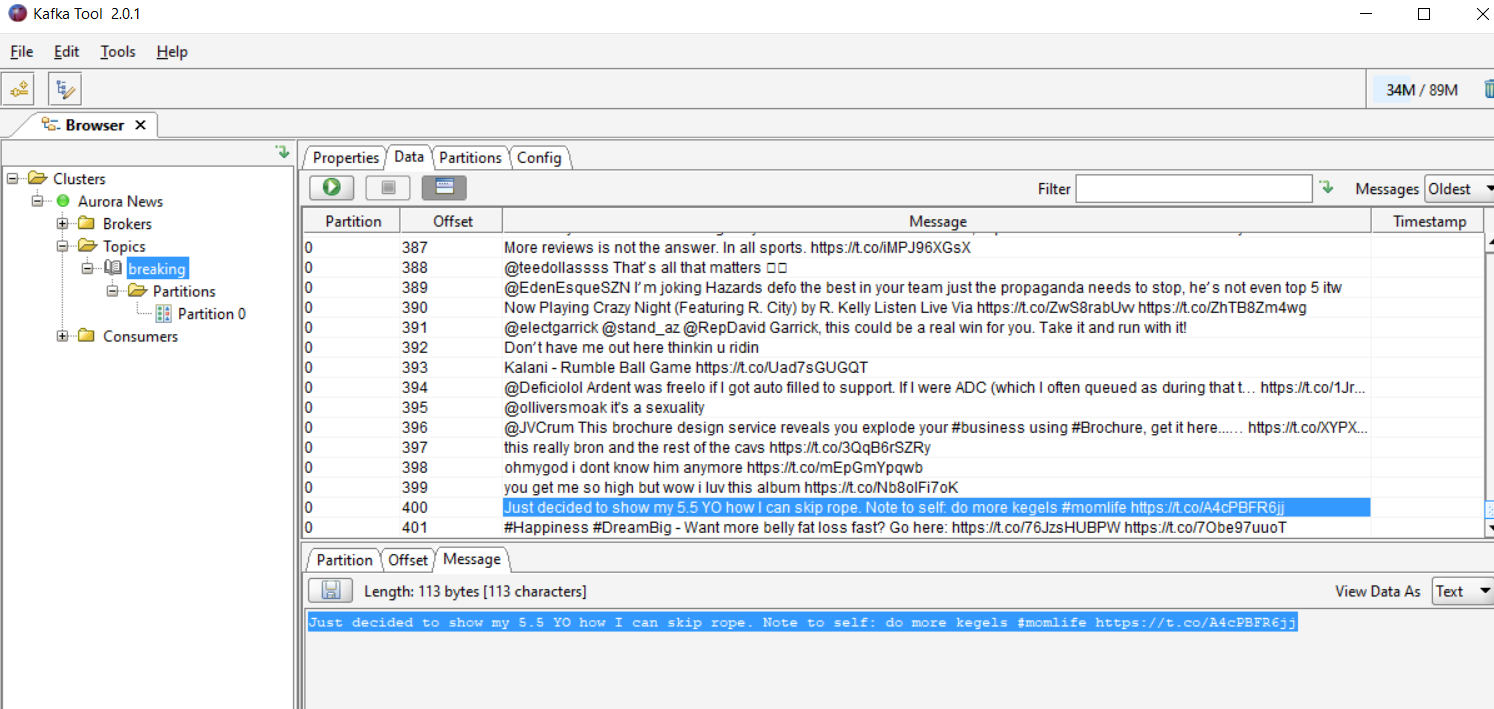 Kafka Tool 2.0.1
File Edit Tools Help
34M / 89M
Browser
Properties Data Partitions Config
Clusters
Aurora News
Brokers
Topics
breaking
Partitions
Partition 0
Consumers
Filter Messages Oldest
Partition Offset Message Timestamp
0 387 More reviews is not the answer. In all sports. https://t.co/iMPJ96XGsX
0 388 @teedollassss That's all that matters □□
0 389 @EdenEsqueSZN I'm joking Hazards defo the best in your team just the propaganda needs to stop, he's not even top 5 itw
0 390 Now Playing Crazy Night (Featuring R. City) by R. Kelly Listen Live Via https://t.co/ZwS8rabUvv https://t.co/ZhTB8Zm4wg
0 391 @electgarrick @stand_az @RepDavid Garrick, this could be a real win for you. Take it and run with it!
0 392 Don't have me out here thinkin u ridin
0 393 Kalani - Rumble Ball Game https://t.co/Uad7sGUGQT
0 394 @Deficiolol Ardent was freelo if I got auto filled to support. If I were ADC (which I often queued as during that t… https://t.co/1Jr...
0 395 @olliversmoak it's a sexuality
0 396 @JVCrum This brochure design service reveals you explode your #business using #Brochure, get it here...… https://t.co/XYPX...
0 397 this really bron and the rest of the cavs https://t.co/3QqB6rSZRy
0 398 ohmygod i dont know him anymore https://t.co/mEpGmYpqwb
0 399 you get me so high but wow i luv this album https://t.co/Nb8olFi7oK
0 400 Just decided to show my 5.5 YO how I can skip rope. Note to self: do more kegels #momlife https://t.co/A4cPBFR6jj
0 401 #Happiness #DreamBig - Want more belly fat loss fast? Go here: https://t.co/76JzsHUBPW https://t.co/7Obe97uuoT
Partition Offset Message
Length: 113 bytes [113 characters] View Data As Text
Just decided to show my 5.5 YO how I can skip rope. Note to self: do more kegels #momlife https://t.co/A4cPBFR6jj